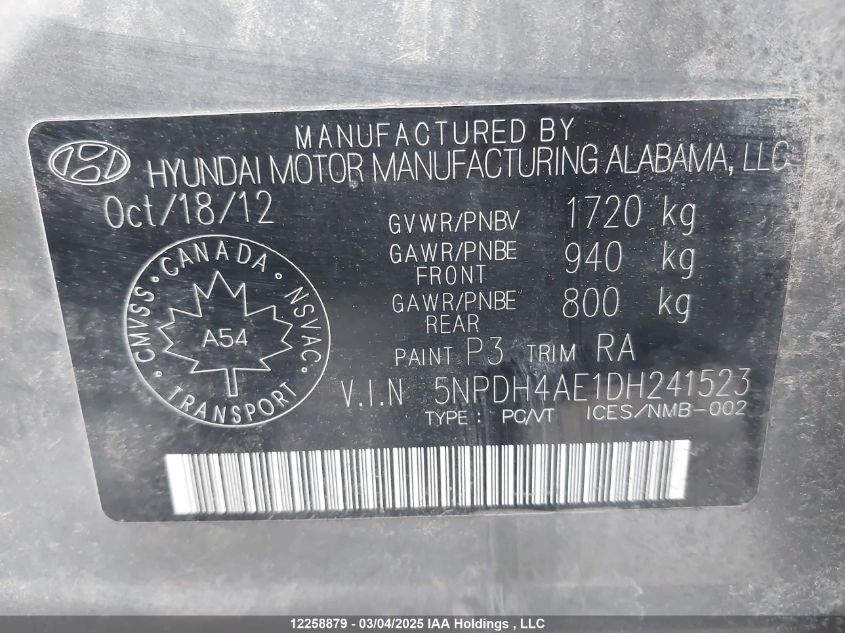 MANUFACTURED BY
HYUNDAI MOTOR MANUFACTURING ALABAMA, LLC
Oct/18/12
GVWR/PNBV 1720 kg
GAWR/PNBE FRONT 940 kg
GAWR/PNBE REAR 800 kg
PAINT P3 TRIM RA
V.I.N 5NPDH4AE1DH241523
TYPE : PC/VT ICES/NMB-002
CANADA
CMVSS NSVAC
A54
TRANSPORT
12258879 - 03/04/2025 IAA Holdings , LLC